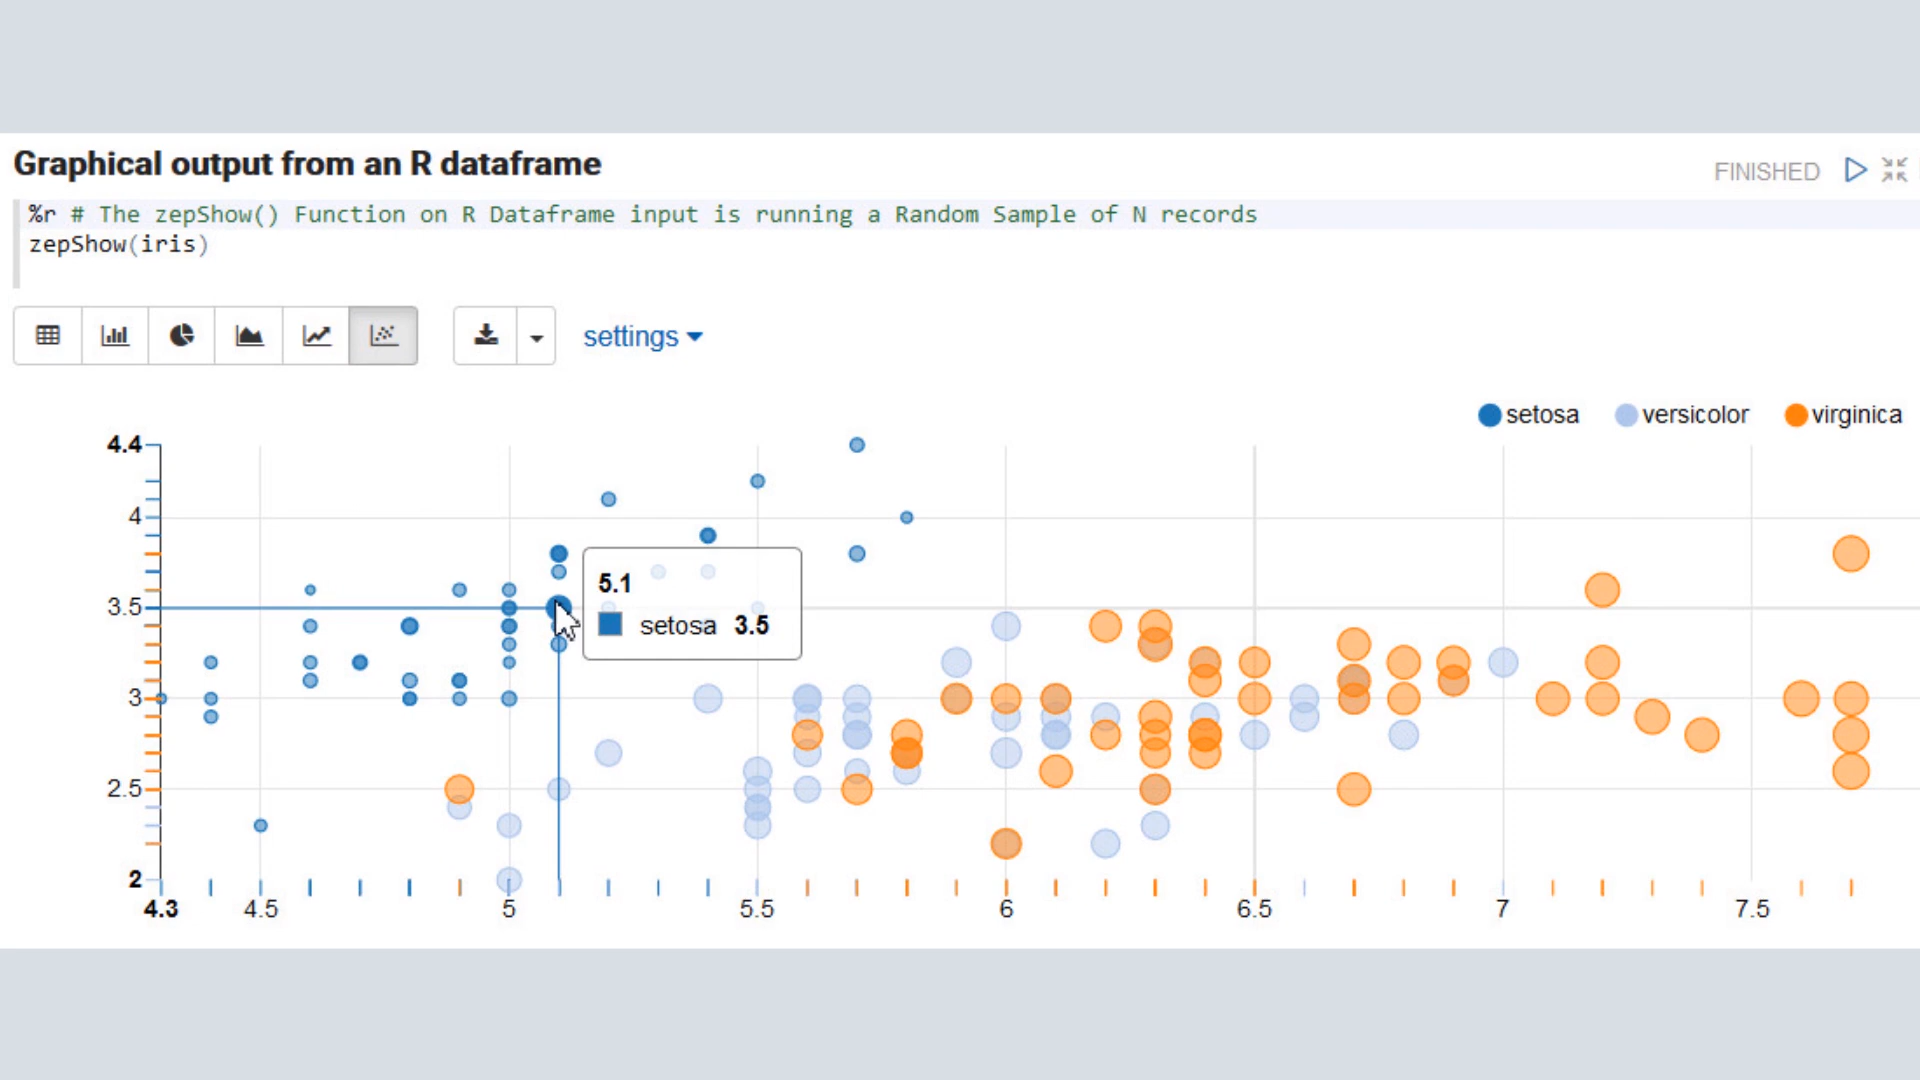 Graphical output from an R dataframe
FINISHED
%r # The zepShow() Function on R Dataframe input is running a Random Sample of N records
zepShow(iris)
settings
setosa versicolor virginica
4.4
4
3.5
3
2.5
2
5.1
setosa 3.5
4.3 4.5 5 5.5 6 6.5 7 7.5